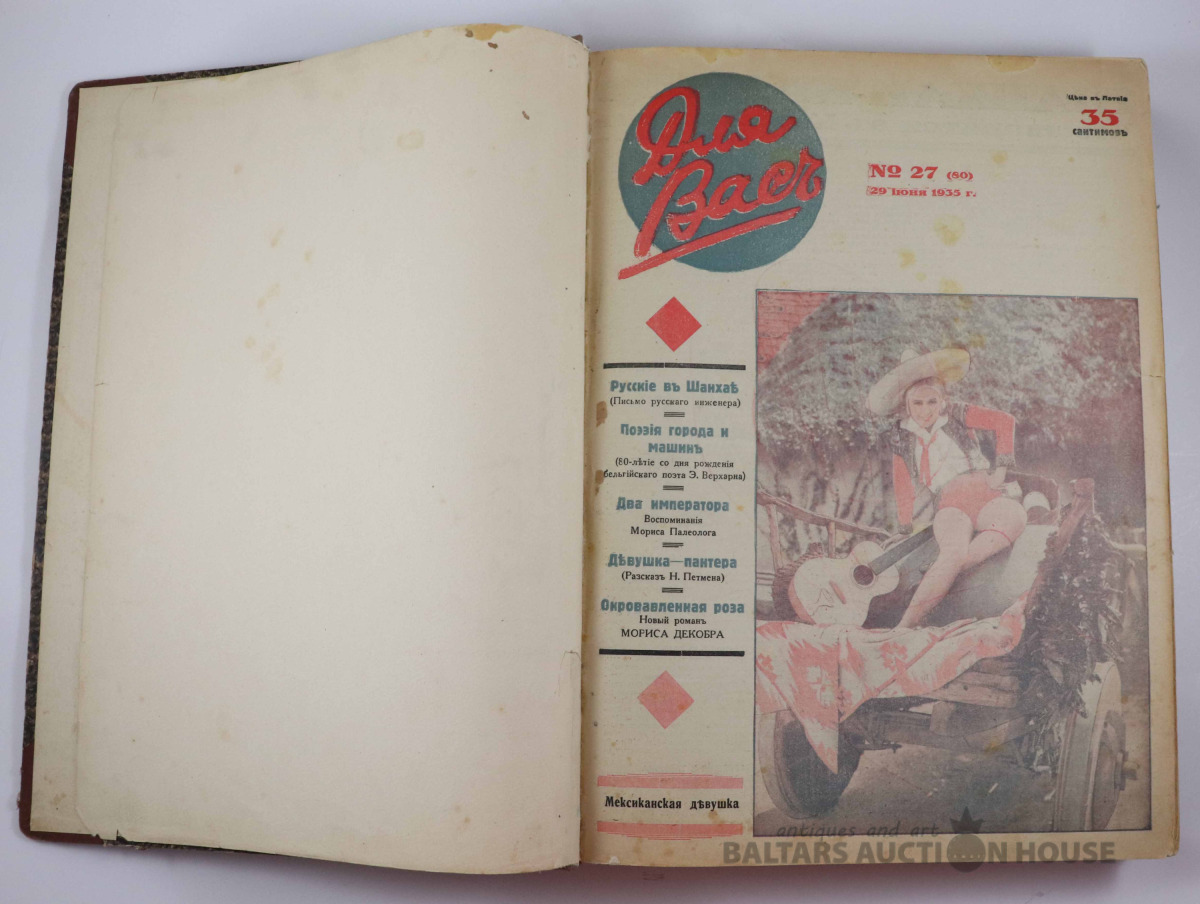 Для
Васъ
Цѣна въ Латвіи
35
сантимовъ
№ 27 (80)
29 іюня 1935 г.
Русскіе въ Шанхаѣ
(Письмо русскаго инженера)
Поэзія города и
машинъ
(80-лѣтіе со дня рожденія
бельгійскаго поэта Э. Верхарна)
Два императора
Воспоминанія
Мориса Палеолога
Дѣвушка—пантера
(Разсказъ Н. Петмена)
Окровавленная роза
Новый романъ
МОРИСА ДЕКОБРА
Мексиканская дѣвушка
antiques and art
BALTARS AUCTION HOUSE